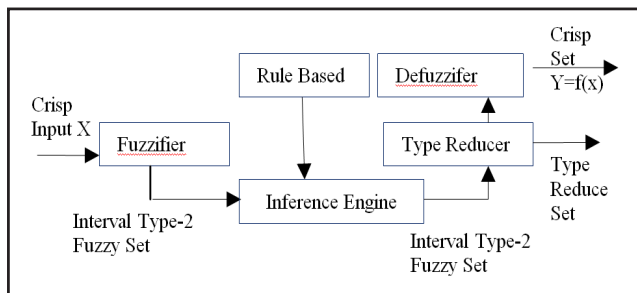 Crisp
Set
Y=f(x)
Rule Based
Defuzzifer
Crisp
Input X
Fuzzifier
Type Reducer
Type
Reduce
Set
Inference Engine
Interval Type-2
Fuzzy Set
Interval Type-2
Fuzzy Set